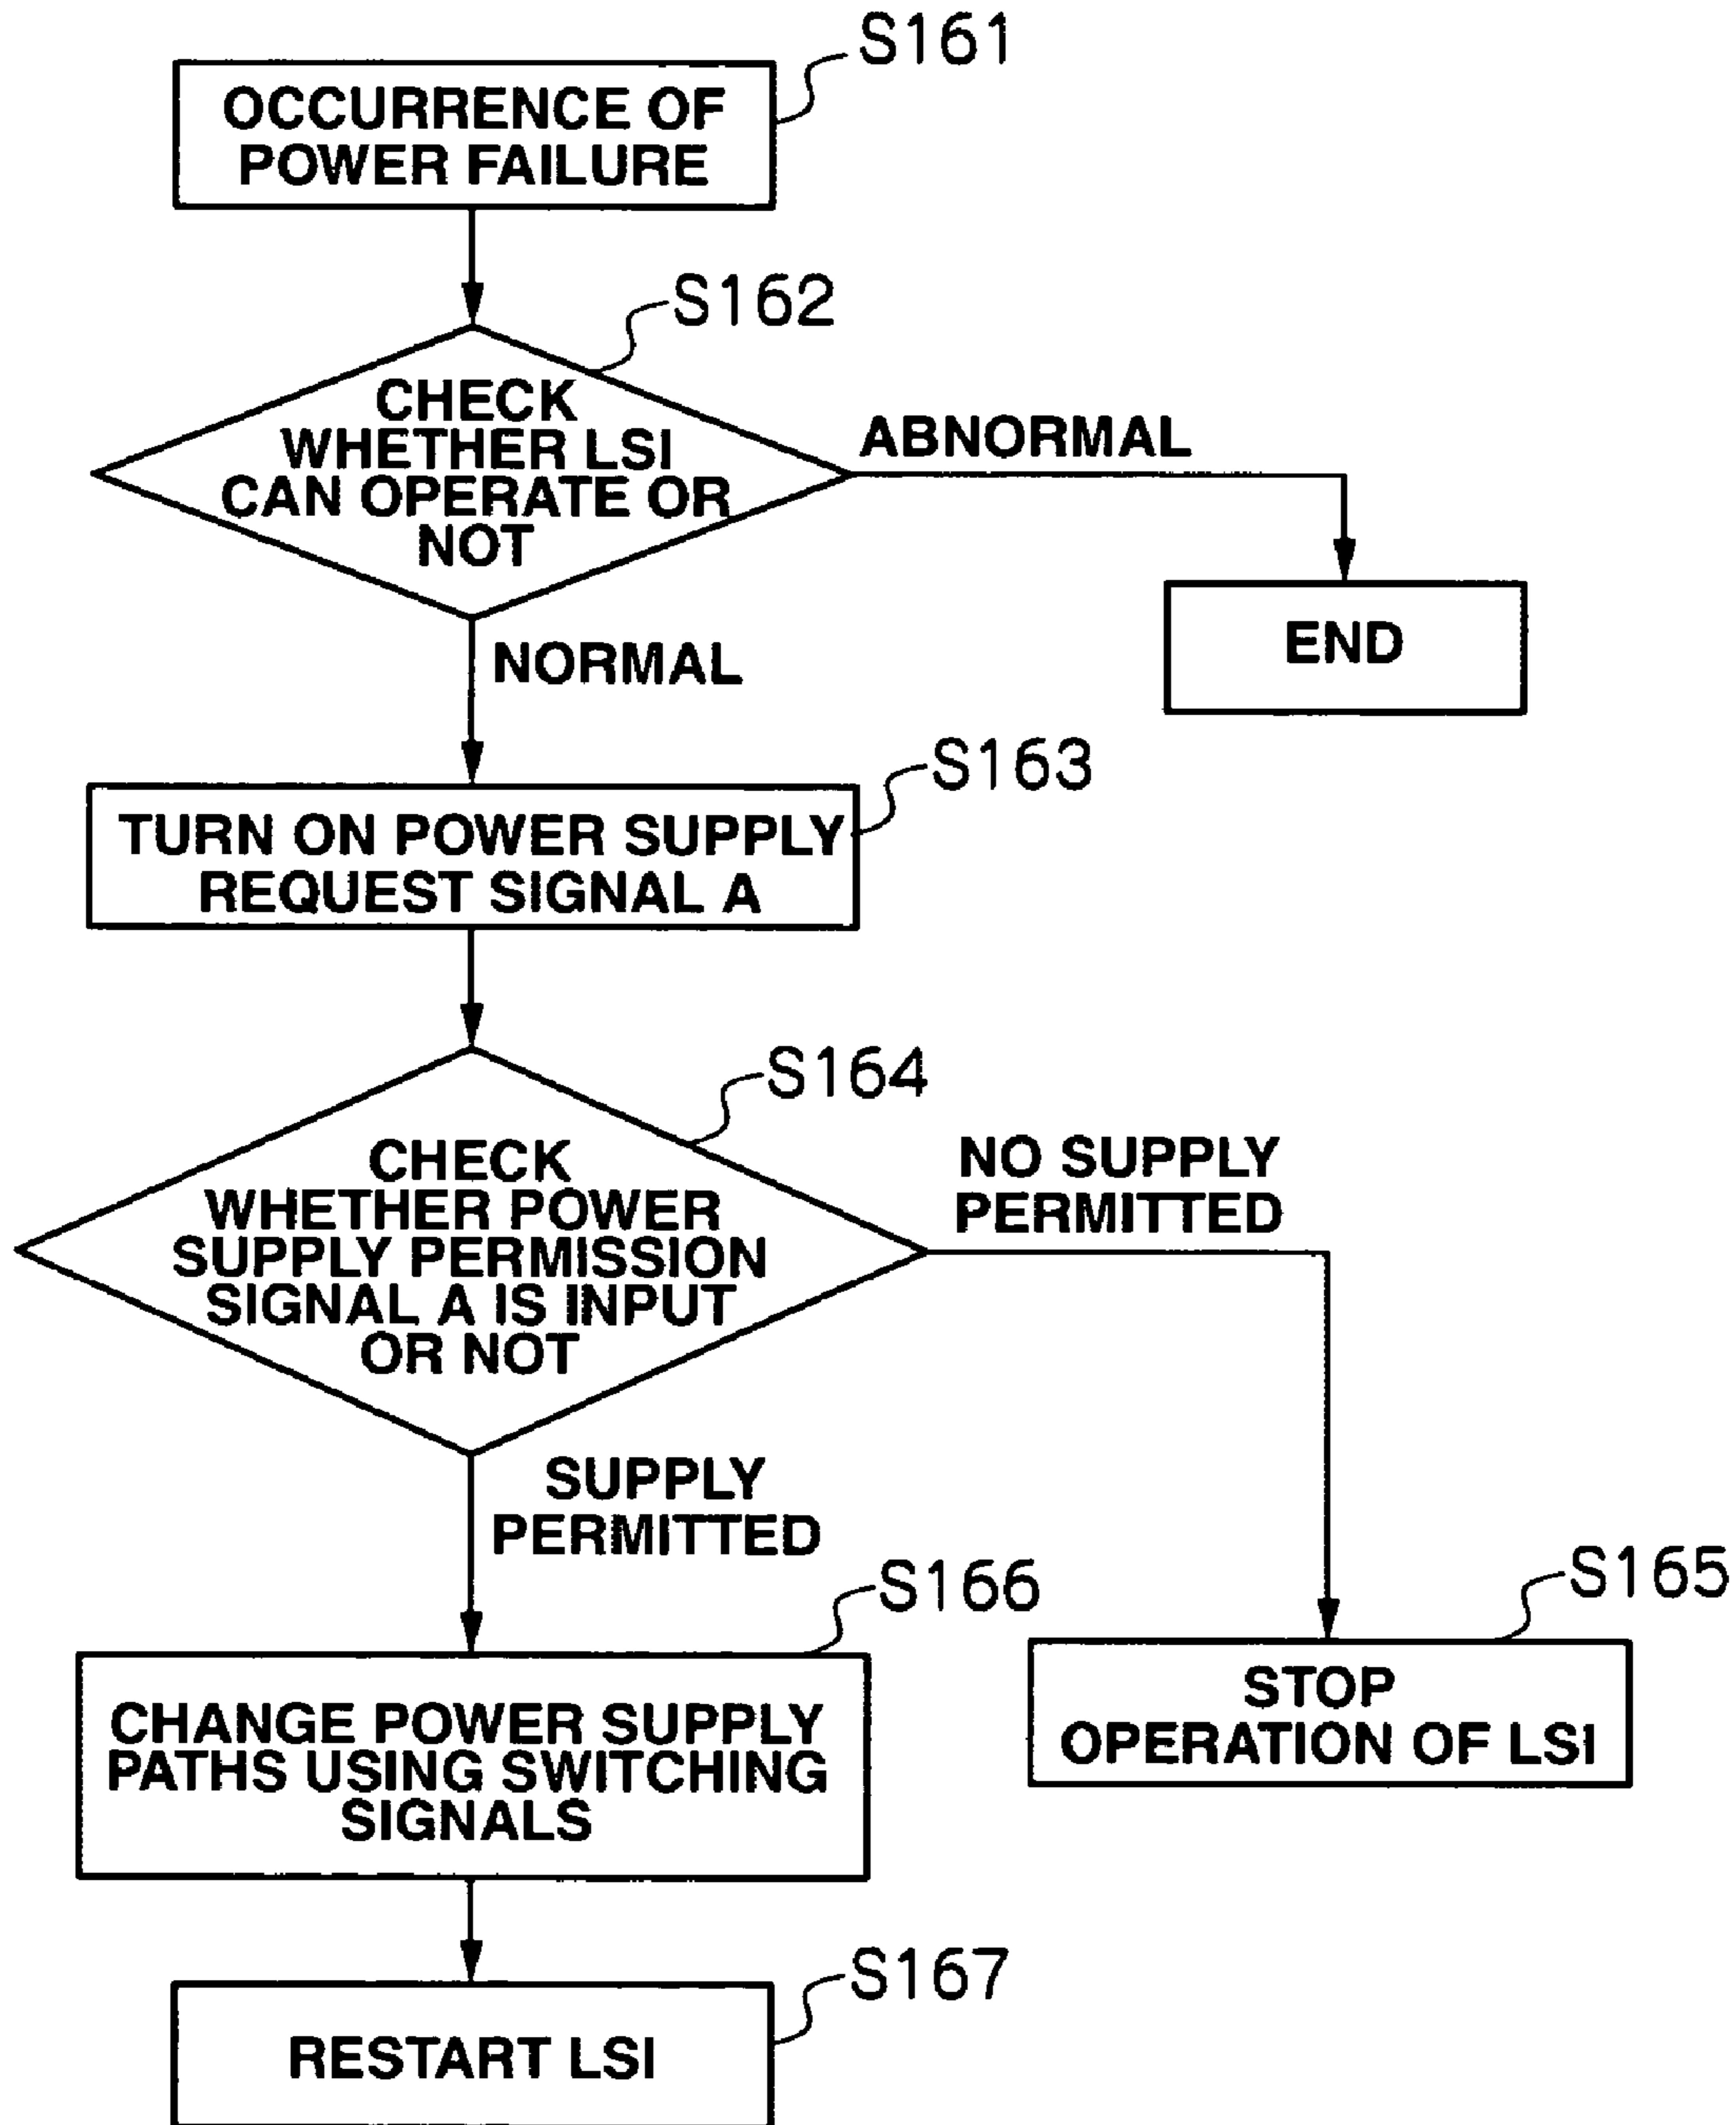 S161
OCCURRENCE OF
POWER FAILURE
S162
CHECK
WHETHER LSI
CAN OPERATE OR
NOT
ABNORMAL
END
NORMAL
S163
TURN ON POWER SUPPLY
REQUEST SIGNAL A
S164
CHECK
WHETHER POWER
SUPPLY PERMISSION
SIGNAL A IS INPUT
OR NOT
NO SUPPLY
PERMITTED
SUPPLY
PERMITTED
S165
STOP
OPERATION OF LSI
S166
CHANGE POWER SUPPLY
PATHS USING SWITCHING
SIGNALS
S167
RESTART LSI